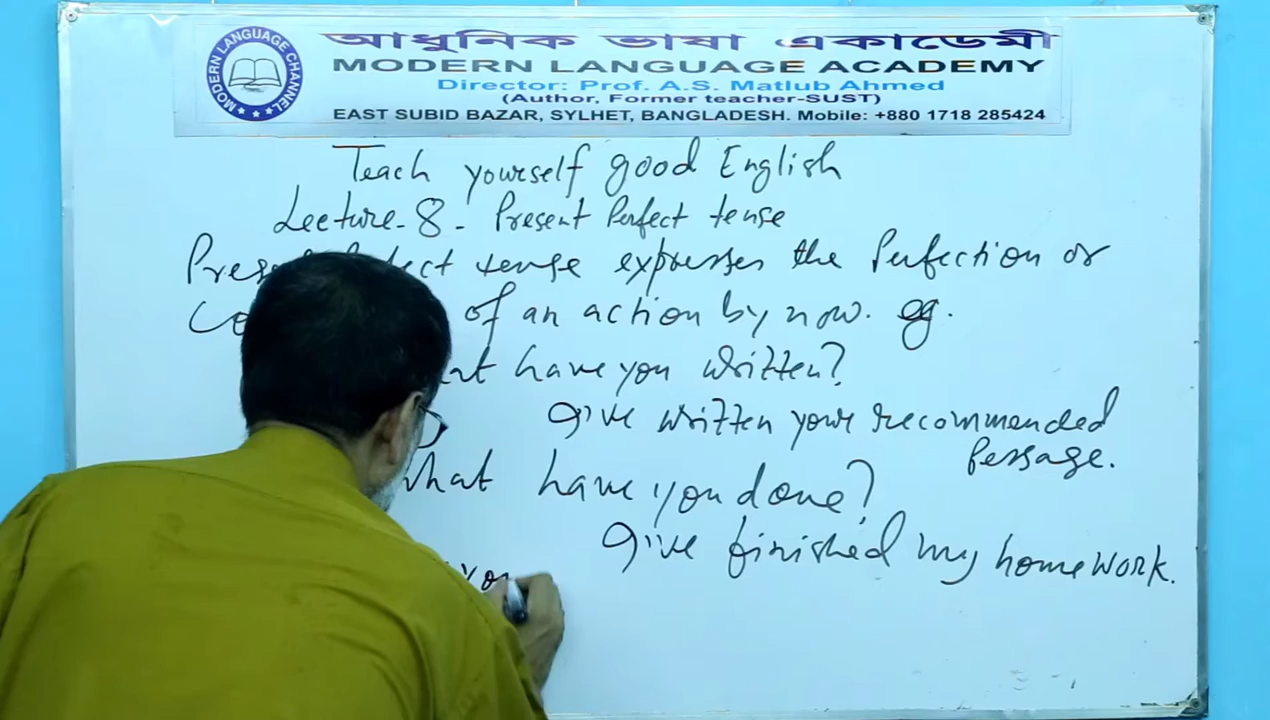 MODERN LANGUAGE CHANNEL
আধুনিক ভাষা একাডেমী
MODERN LANGUAGE ACADEMY
Director: Prof. A.S. Matlub Ahmed
(Author, Former teacher-SUST)
EAST SUBID BAZAR, SYLHET, BANGLADESH. Mobile: +880 1718 285424
Teach yourself good English
Lecture-8 - Present Perfect tense
tense expresses the Perfection or
of an action by now. eg.
have you written?
I've written your recommended
Passage.
What have you done?
I've finished my homework.